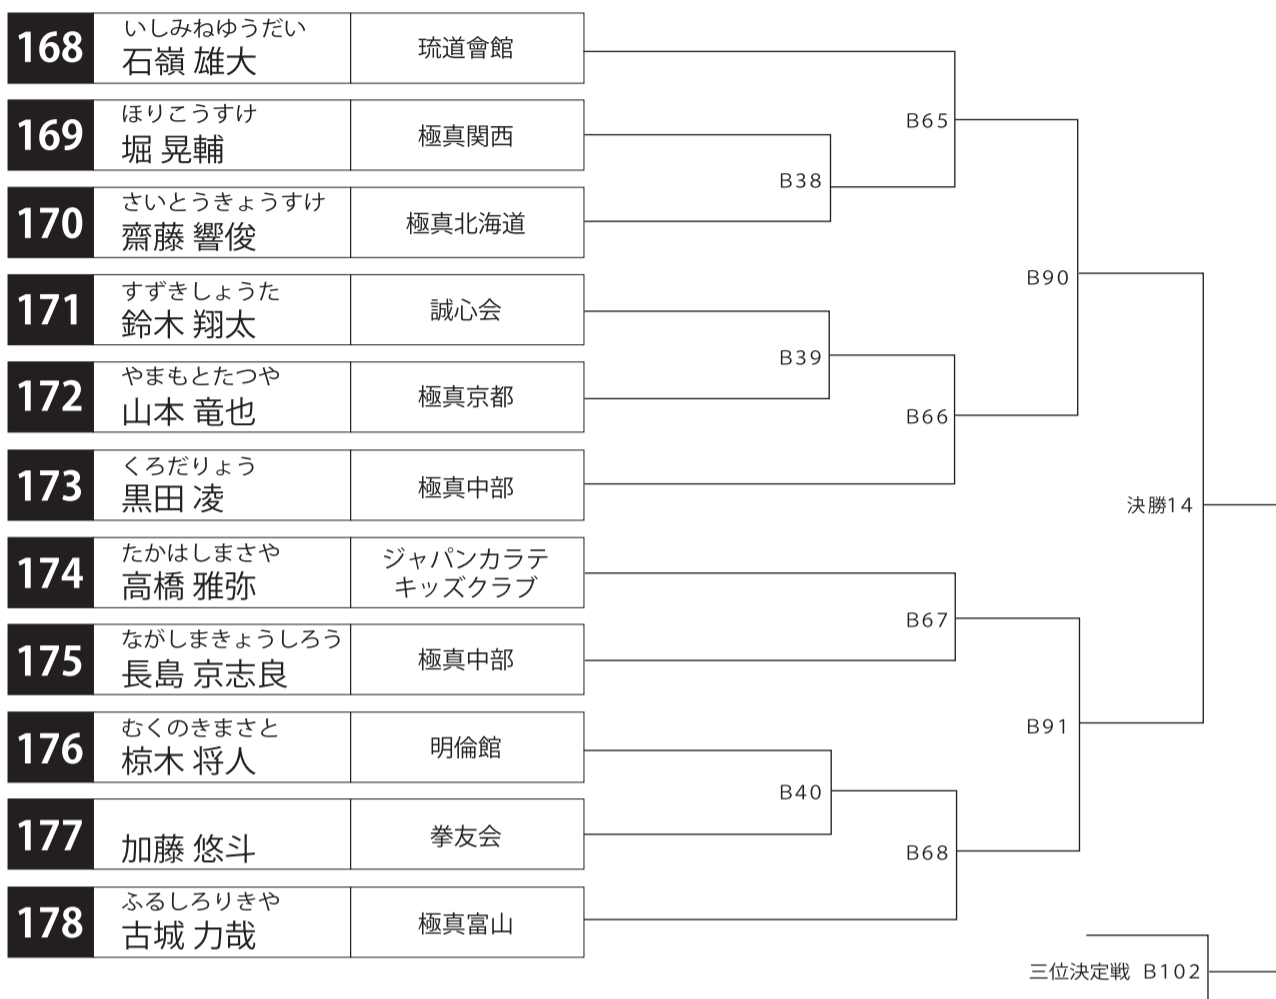 168
いしみねゆうだい
石嶺 雄大
琉道會館
169
ほりこうすけ
堀 晃輔
極真関西
170
さいとうきょうすけ
齋藤 響俊
極真北海道
171
すずきしょうた
鈴木 翔太
誠心会
172
やまもとたつや
山本 竜也
極真京都
173
くろだりょう
黒田 凌
極真中部
174
たかはしまさや
高橋 雅弥
ジャパンカラテ
キッズクラブ
175
ながしまきょうしろう
長島 京志良
極真中部
176
むくのきまさと
椋木 将人
明倫館
177
加藤 悠斗
拳友会
178
ふるしろりきや
古城 力哉
極真富山
B38
B39
B40
B65
B66
B67
B68
B90
B91
決勝14
三位決定戦 B102